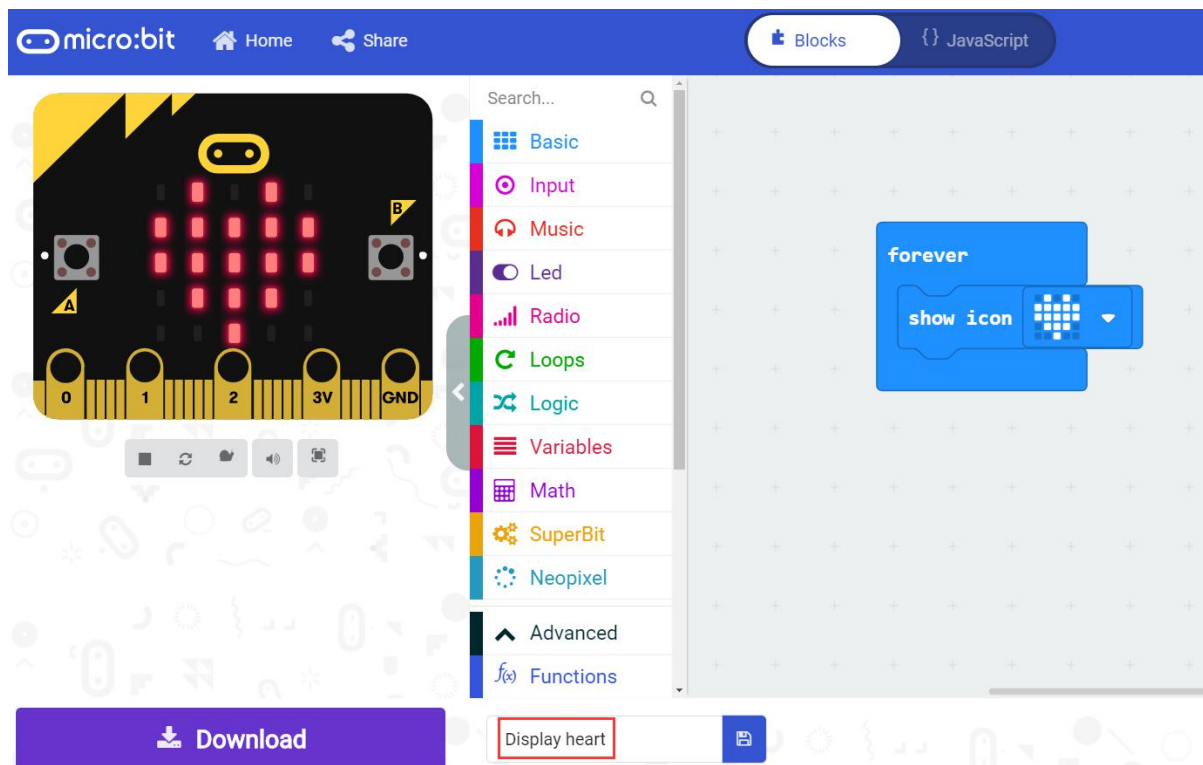 micro:bit Home Share Blocks {} JavaScript
Search...
Basic
Input
Music
Led
Radio
Loops
Logic
Variables
Math
SuperBit
Neopixel
Advanced
f(x) Functions
B
A
0 1 2 3V GND
forever
show icon
Download
Display heart